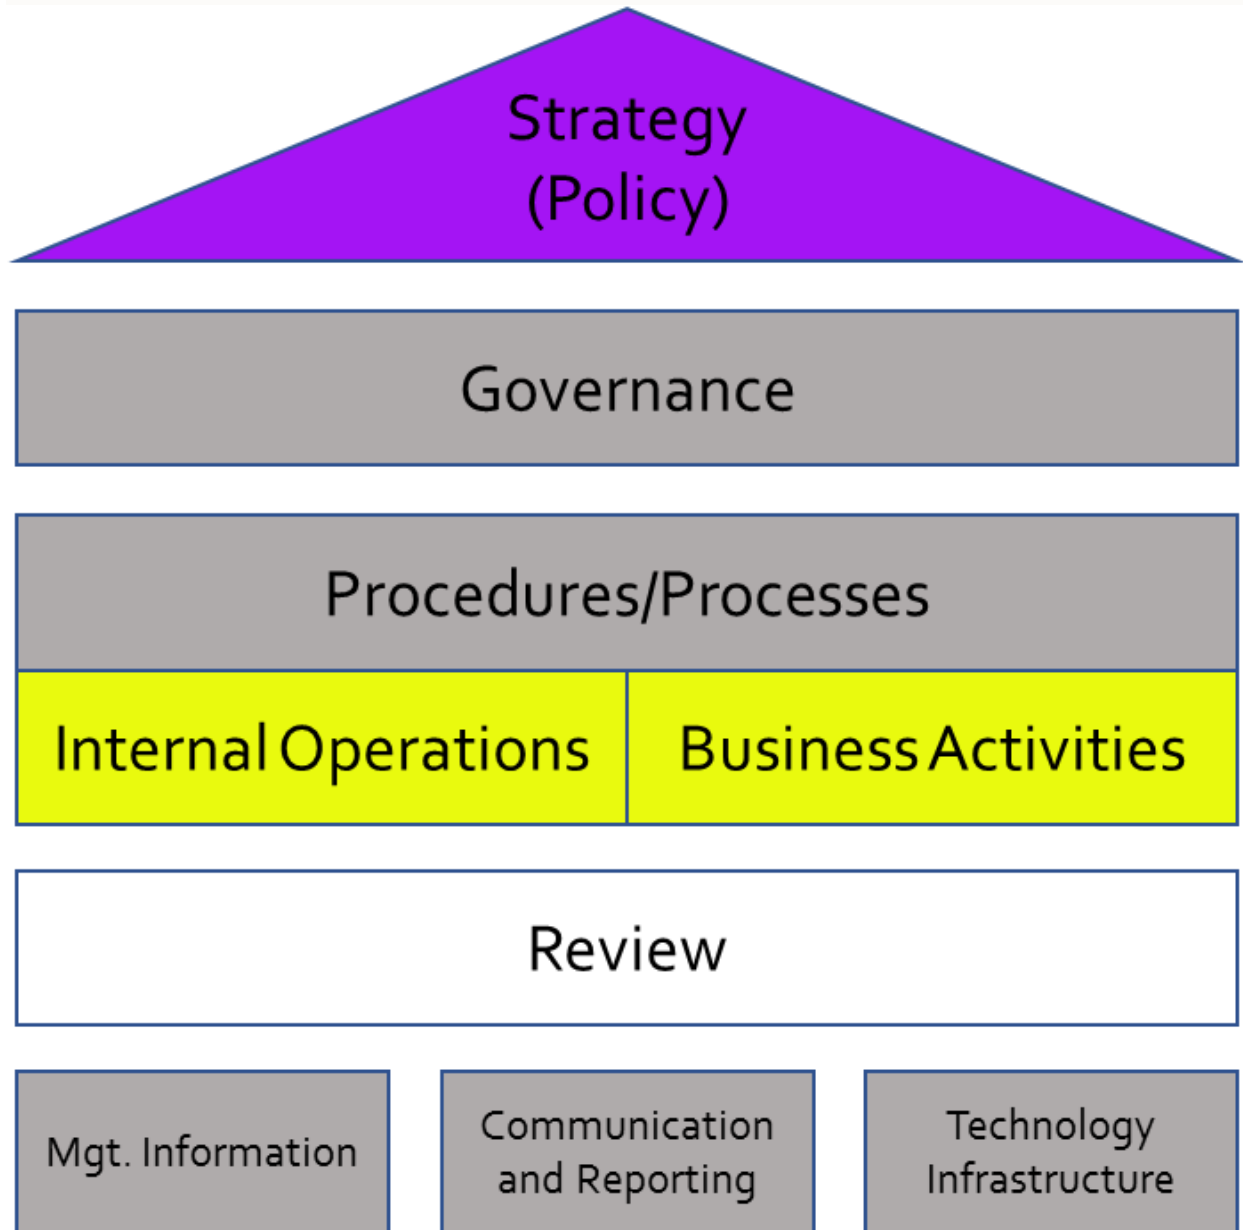 Strategy
(Policy)
Governance
Procedures/Processes
Internal Operations
Business Activities
Review
Mgt. Information
Communication
and Reporting
Technology
Infrastructure